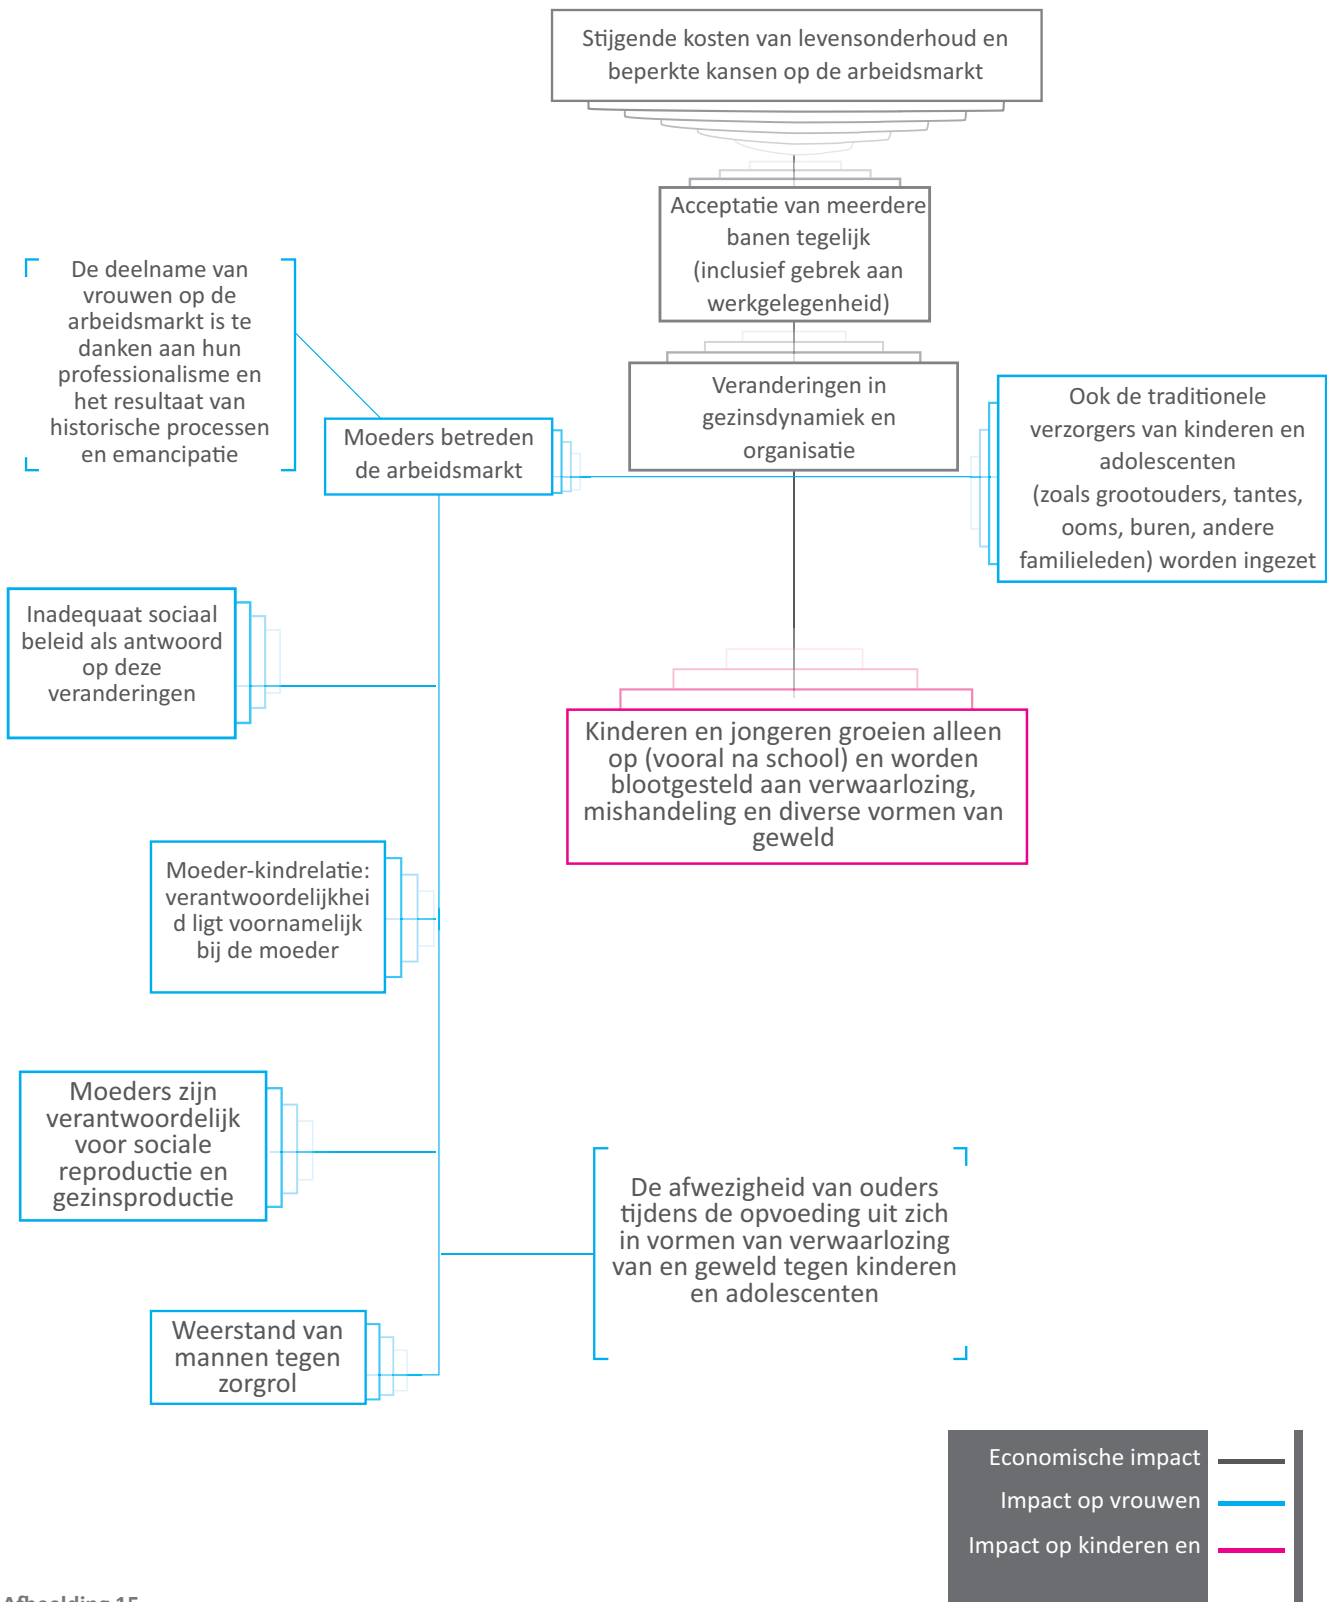 Stijgende kosten van levensonderhoud en
beperkte kansen op de arbeidsmarkt
Acceptatie van meerdere
banen tegelijk
(inclusief gebrek aan
werkgelegenheid)
De deelname van
vrouwen op de
arbeidsmarkt is te
danken aan hun
professionalisme en
het resultaat van
historische processen
en emancipatie
Moeders betreden
de arbeidsmarkt
Veranderingen in
gezinsdynamiek en
organisatie
Ook de traditionele
verzorgers van kinderen en
adolescenten
(zoals grootouders, tantes,
ooms, buren, andere
familieleden) worden ingezet
Inadequaat sociaal
beleid als antwoord
op deze
veranderingen
Kinderen en jongeren groeien alleen
op (vooral na school) en worden
blootgesteld aan verwaarlozing,
mishandeling en diverse vormen van
geweld
Moeder-kindrelatie:
verantwoordelijkhei
d ligt voornamelijk
bij de moeder
Moeders zijn
verantwoordelijk
voor sociale
reproductie en
gezinsproductie
De afwezigheid van ouders
tijdens de opvoeding uit zich
in vormen van verwaarlozing
van en geweld tegen kinderen
en adolescenten
Weerstand van
mannen tegen
zorgrol
Economische impact
Impact op vrouwen
Impact op kinderen en
Afbeelding 15